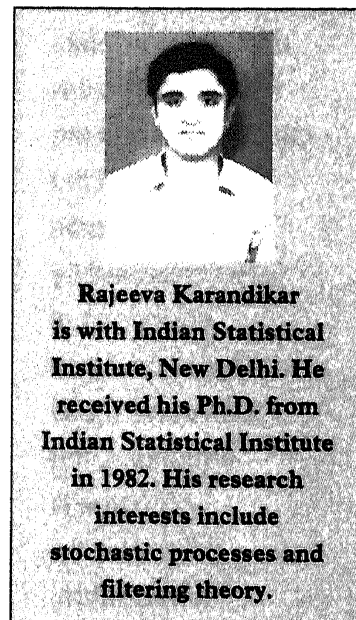 Rajeeva Karandikar
is with Indian Statistical
Institute, New Delhi. He
received his Ph.D. from
Indian Statistical Institute
in 1982. His research
interests include
stochastic processes and
filtering theory.